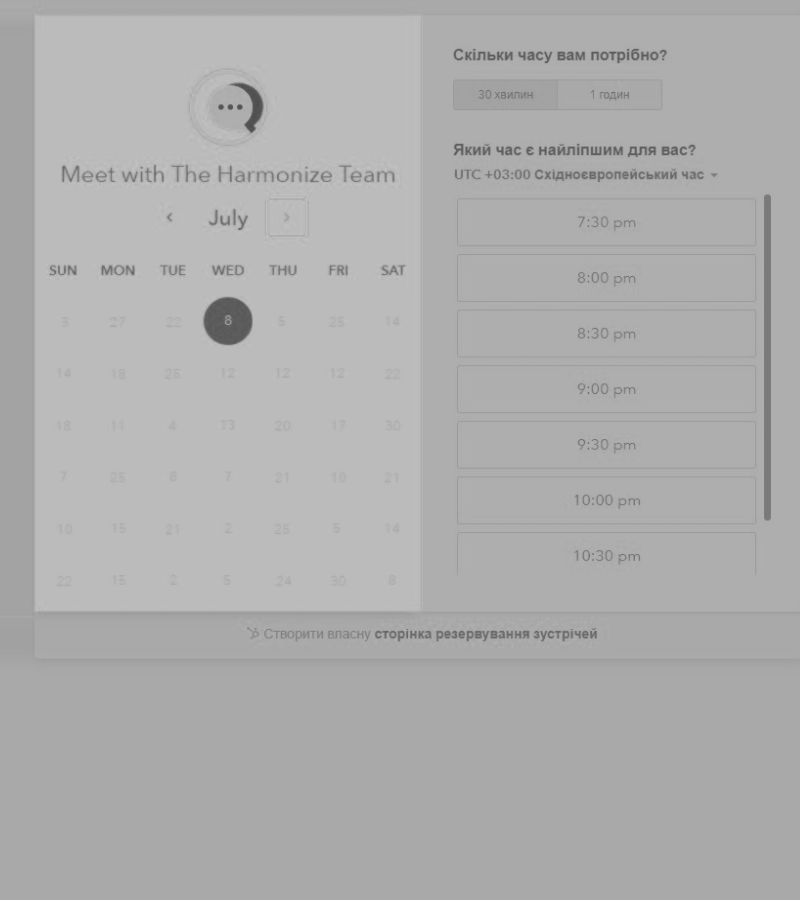 Meet with The Harmonize Team
July
SUN MON TUE WED THU FRI SAT
5 27 22 8 5 25 14
14 18 25 12 12 12 22
18 11 4 13 20 17 30
7 25 6 7 21 10 21
10 15 21 2 25 5 14
22 15 2 5 24 30 8
Скільки часу вам потрібно?
30 хвилин 1 годин
Який час є найліпшим для вас?
UTC +03:00 Східноєвропейський час
7:30 pm
8:00 pm
8:30 pm
9:00 pm
9:30 pm
10:00 pm
10:30 pm
Створити власну сторінка резервування зустрічей